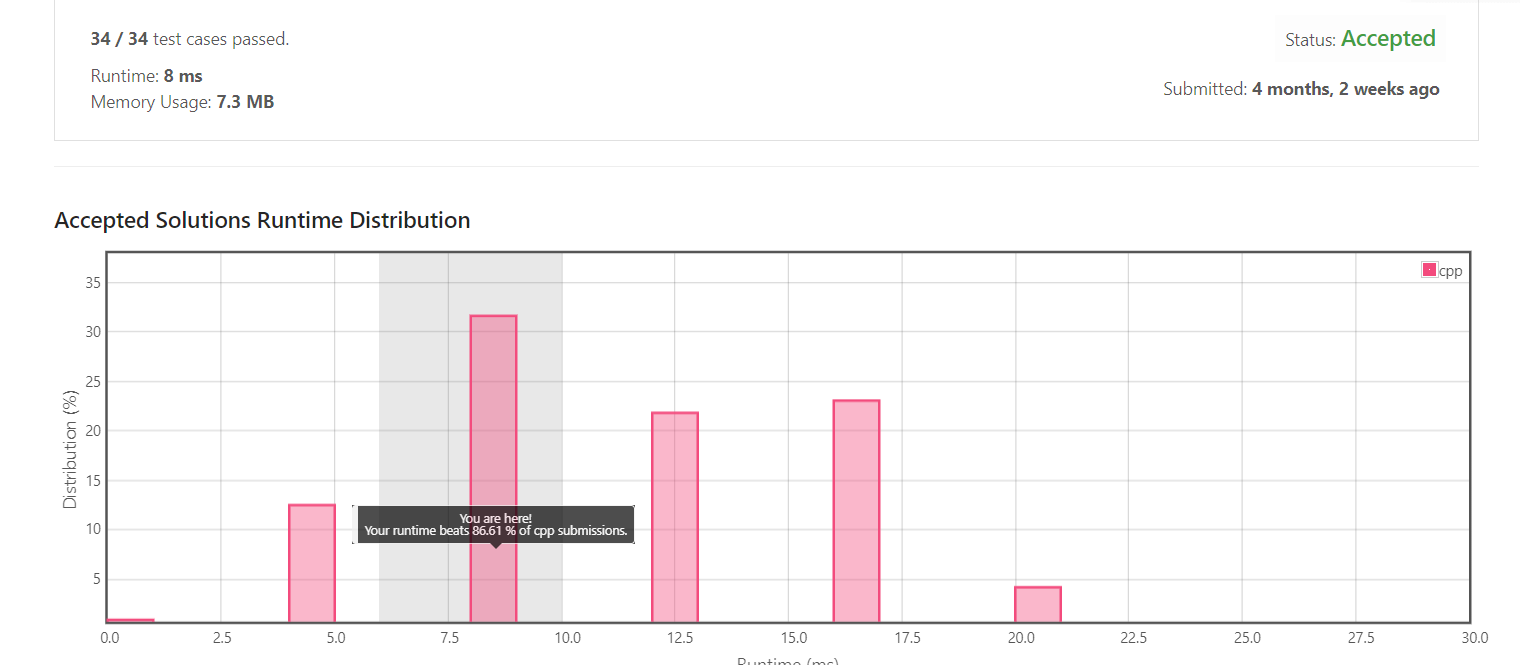 34 / 34 test cases passed.
Status: Accepted
Runtime: 8 ms
Memory Usage: 7.3 MB
Submitted: 4 months, 2 weeks ago
Accepted Solutions Runtime Distribution
cpp
35
30
25
20
15
10
5
Distribution (%)
You are here!
Your runtime beats 86.61 % of cpp submissions.
0.0 2.5 5.0 7.5 10.0 12.5 15.0 17.5 20.0 22.5 25.0 27.5 30.0
Runtime (ms)